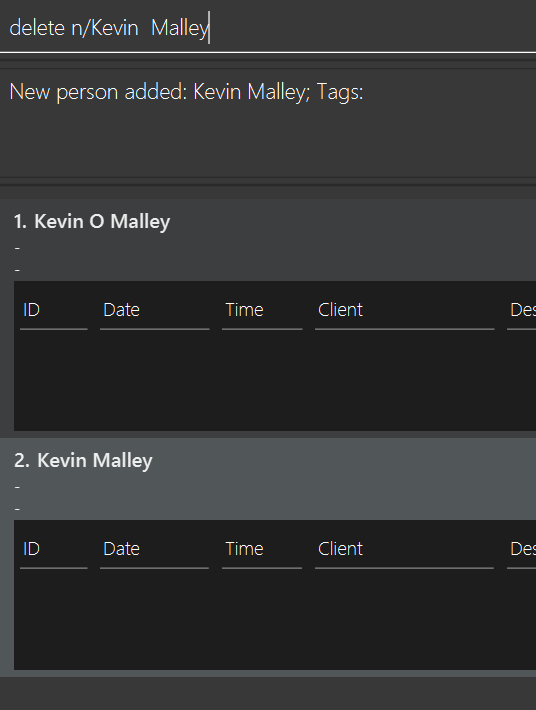 delete n/Kevin  Malley
New person added: Kevin Malley; Tags:
1. Kevin O Malley
-
-
ID Date Time Client Des
2. Kevin Malley
-
-
ID Date Time Client Des